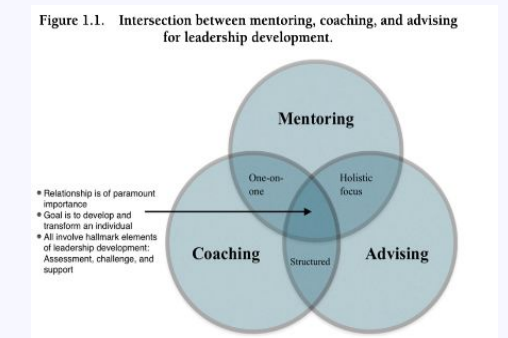 Figure 1.1. Intersection between mentoring, coaching, and advising
for leadership development.
Mentoring
One-on-
one
Holistic
focus
• Relationship is of paramount
importance
• Goal is to develop and
transform an individual
• All involve hallmark elements
of leadership development:
Assessment, challenge, and
support
Coaching
Structured
Advising